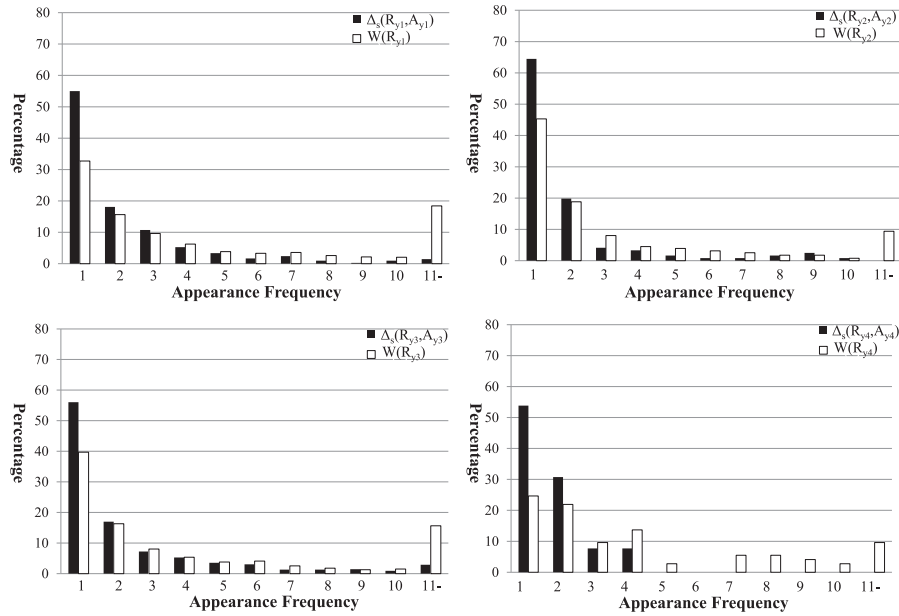 Δs(Ry1,Ay1)
W(Ry1)
Percentage
80
70
60
50
40
30
20
10
0
1 2 3 4 5 6 7 8 9 10 11-
Appearance Frequency
Δs(Ry2,Ay2)
W(Ry2)
Percentage
80
70
60
50
40
30
20
10
0
1 2 3 4 5 6 7 8 9 10 11-
Appearance Frequency
Δs(Ry3,Ay3)
W(Ry3)
Percentage
80
70
60
50
40
30
20
10
0
1 2 3 4 5 6 7 8 9 10 11-
Appearance Frequency
Δs(Ry4,Ay4)
W(Ry4)
Percentage
80
70
60
50
40
30
20
10
0
1 2 3 4 5 6 7 8 9 10 11-
Appearance Frequency